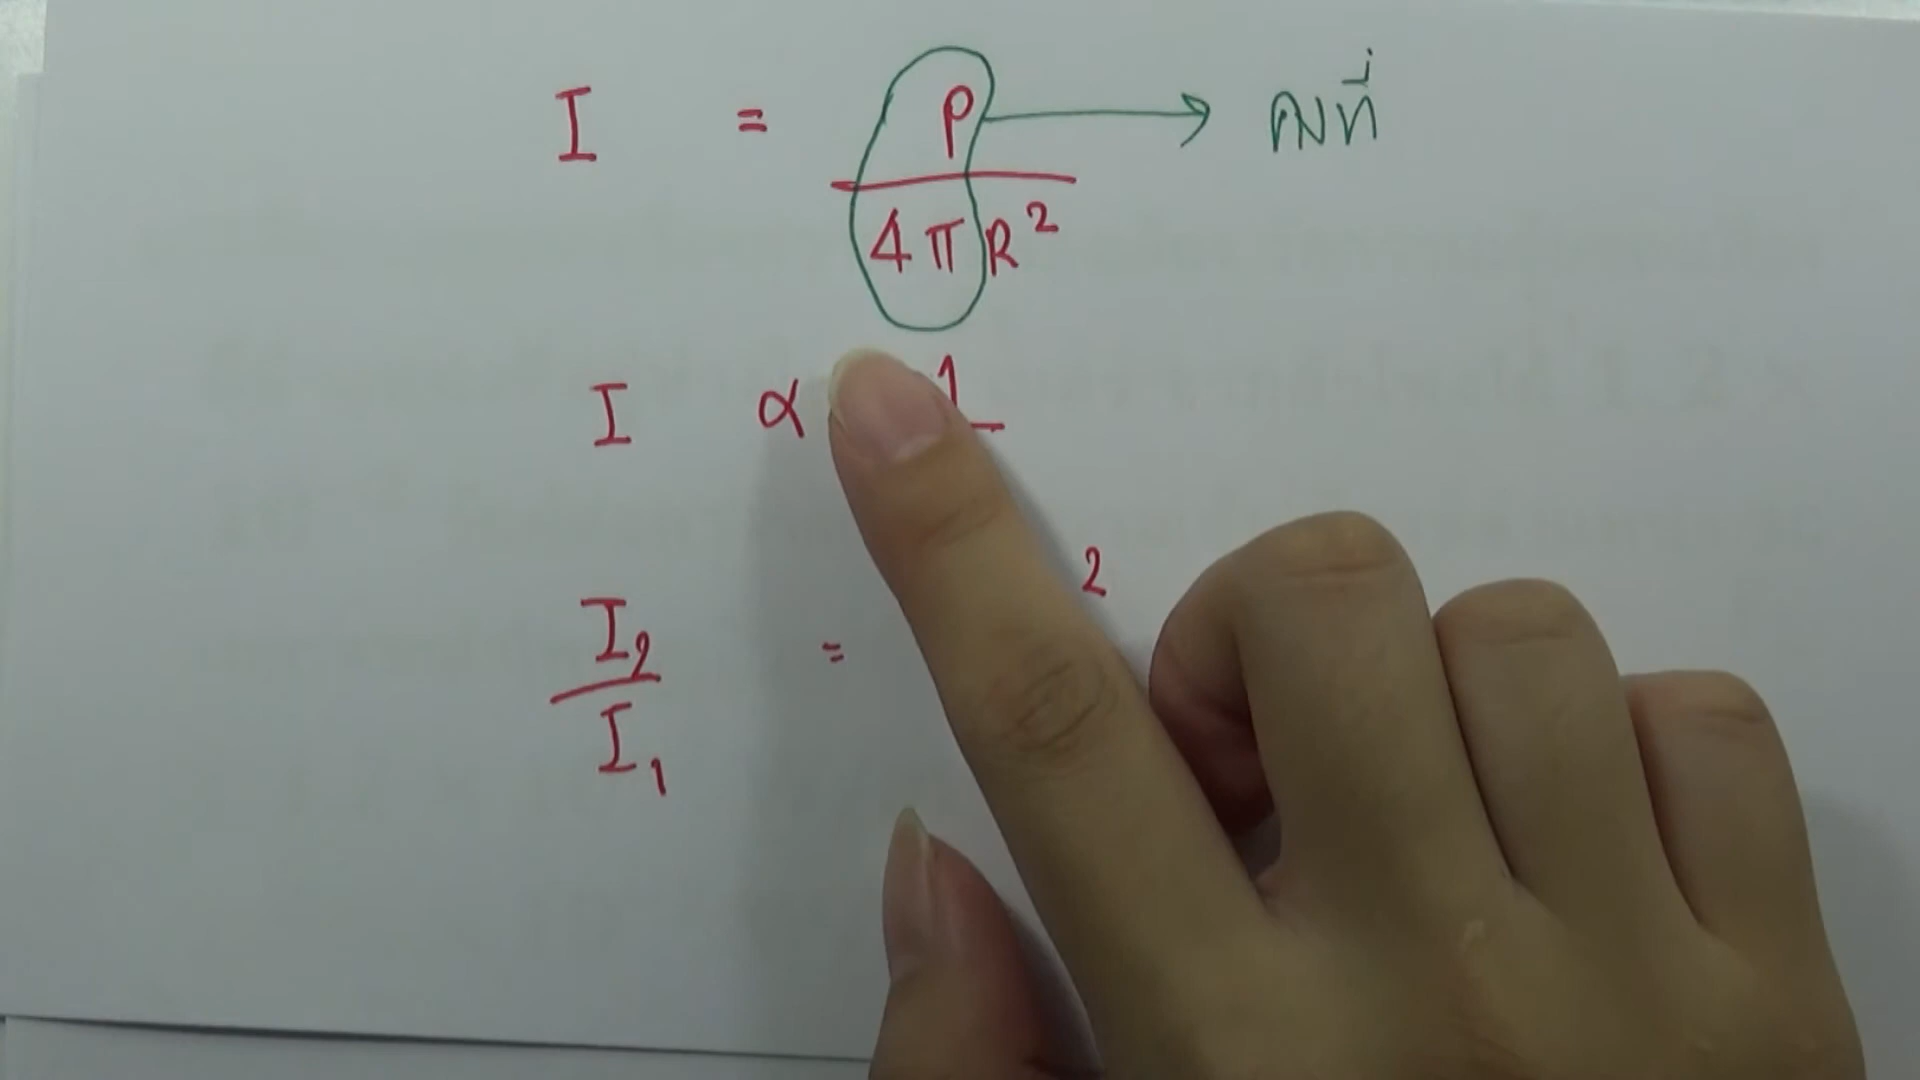 I = P / 4πR² → คงที่
I ∝ 1
I₂ / I₁ = ²